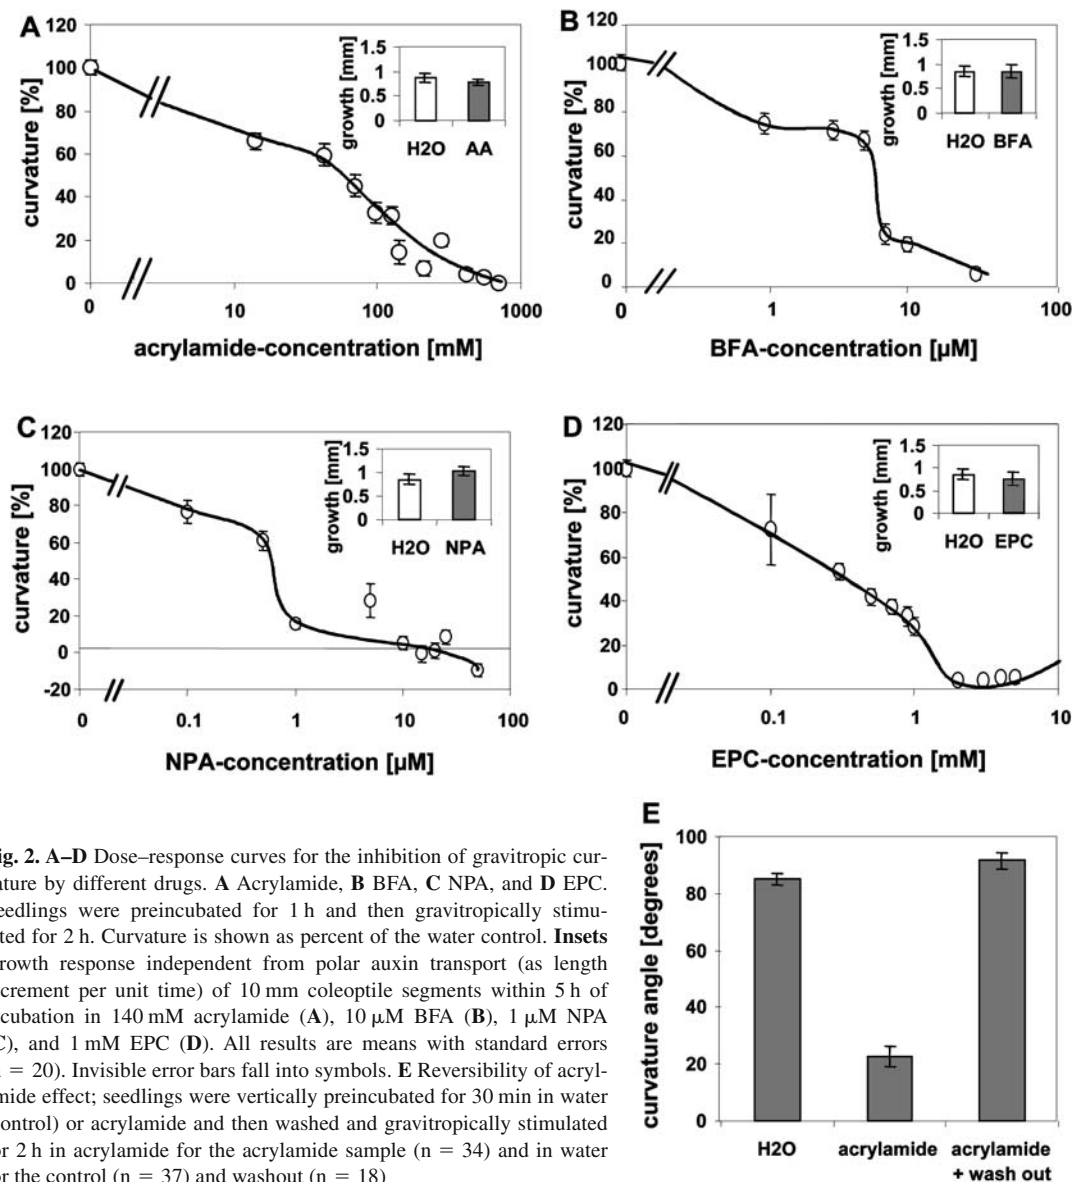 A
120
100
80
60
40
20
0
curvature [%]
0 10 100 1000
acrylamide-concentration [mM]
growth [mm]
1.5
1
0.5
0
H2O AA
B
120
100
80
60
40
20
0
curvature [%]
0 1 10 100
BFA-concentration [µM]
growth [mm]
1.5
1
0.5
0
H2O BFA
C
120
100
80
60
40
20
0
-20
curvature [%]
0 0.1 1 10 100
NPA-concentration [µM]
growth [mm]
1.5
1
0.5
0
H2O NPA
D
120
100
80
60
40
20
0
curvature [%]
0 0.1 1 10
EPC-concentration [mM]
growth [mm]
1.5
1
0.5
0
H2O EPC
ig. 2. A–D Dose–response curves for the inhibition of gravitropic cur-
ature by different drugs. A Acrylamide, B BFA, C NPA, and D EPC.
eedlings were preincubated for 1 h and then gravitropically stimu-
ted for 2 h. Curvature is shown as percent of the water control. Insets
rowth response independent from polar auxin transport (as length
crement per unit time) of 10 mm coleoptile segments within 5 h of
cubation in 140 mM acrylamide (A), 10 µM BFA (B), 1 µM NPA
C), and 1 mM EPC (D). All results are means with standard errors
n = 20). Invisible error bars fall into symbols. E Reversibility of acryl-
mide effect; seedlings were vertically preincubated for 30 min in water
ontrol) or acrylamide and then washed and gravitropically stimulated
or 2 h in acrylamide for the acrylamide sample (n = 34) and in water
or the control (n = 37) and washout (n = 18)
E
100
80
60
40
20
0
curvature angle [degrees]
H2O acrylamide acrylamide
+ wash out